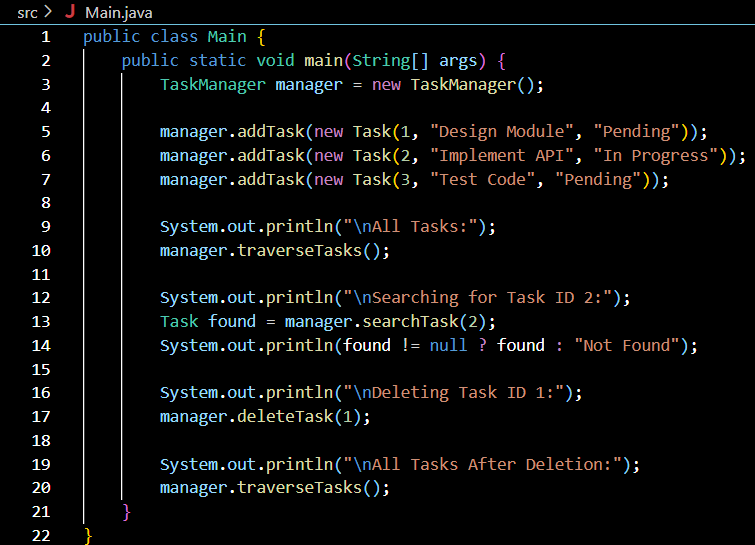 src > J Main.java
1 public class Main {
2     public static void main(String[] args) {
3         TaskManager manager = new TaskManager();
4
5         manager.addTask(new Task(1, "Design Module", "Pending"));
6         manager.addTask(new Task(2, "Implement API", "In Progress"));
7         manager.addTask(new Task(3, "Test Code", "Pending"));
8
9         System.out.println("\nAll Tasks:");
10         manager.traverseTasks();
11
12         System.out.println("\nSearching for Task ID 2:");
13         Task found = manager.searchTask(2);
14         System.out.println(found != null ? found : "Not Found");
15
16         System.out.println("\nDeleting Task ID 1:");
17         manager.deleteTask(1);
18
19         System.out.println("\nAll Tasks After Deletion:");
20         manager.traverseTasks();
21     }
22 }